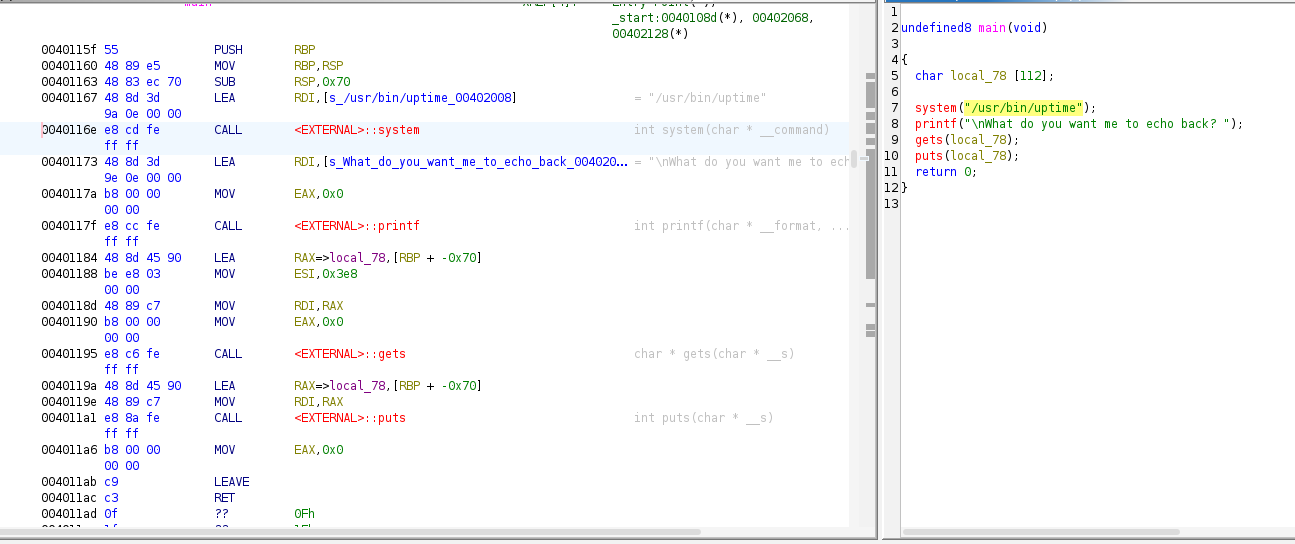 _start:0040108d(*), 00402068,
00402128(*)
0040115f 55 PUSH RBP
00401160 48 89 e5 MOV RBP,RSP
00401163 48 83 ec 70 SUB RSP,0x70
00401167 48 8d 3d LEA RDI,[s_/usr/bin/uptime_00402008] = "/usr/bin/uptime"
9a 0e 00 00
0040116e e8 cd fe CALL <EXTERNAL>::system int system(char * __command)
ff ff
00401173 48 8d 3d LEA RDI,[s_What_do_you_want_me_to_echo_back_004020... = "\nWhat do you want me to ech
9e 0e 00 00
0040117a b8 00 00 MOV EAX,0x0
00 00
0040117f e8 cc fe CALL <EXTERNAL>::printf int printf(char * __format, ...
ff ff
00401184 48 8d 45 90 LEA RAX=>local_78,[RBP + -0x70]
00401188 be e8 03 MOV ESI,0x3e8
00 00
0040118d 48 89 c7 MOV RDI,RAX
00401190 b8 00 00 MOV EAX,0x0
00 00
00401195 e8 c6 fe CALL <EXTERNAL>::gets char * gets(char * __s)
ff ff
0040119a 48 8d 45 90 LEA RAX=>local_78,[RBP + -0x70]
0040119e 48 89 c7 MOV RDI,RAX
004011a1 e8 8a fe CALL <EXTERNAL>::puts int puts(char * __s)
ff ff
004011a6 b8 00 00 MOV EAX,0x0
00 00
004011ab c9 LEAVE
004011ac c3 RET
004011ad 0f ?? 0Fh
1
2 undefined8 main(void)
3
4 {
5 char local_78 [112];
6
7 system("/usr/bin/uptime");
8 printf("\nWhat do you want me to echo back? ");
9 gets(local_78);
10 puts(local_78);
11 return 0;
12 }
13